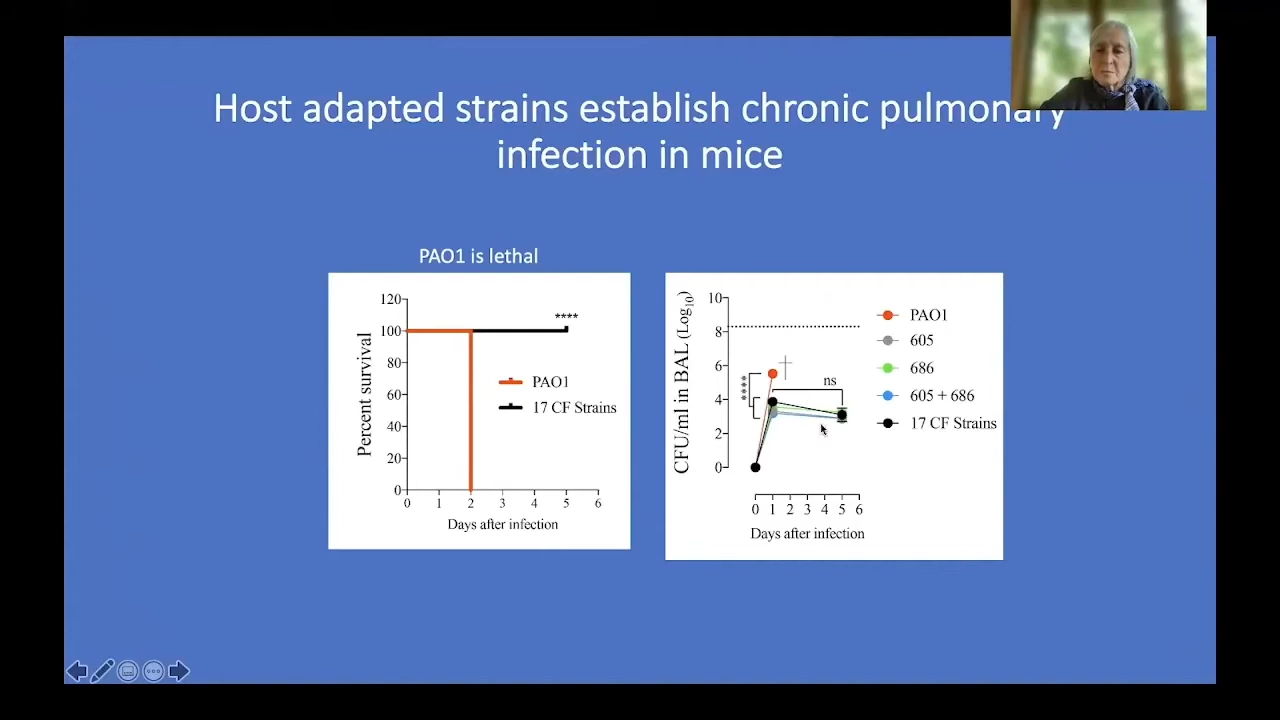 Host adapted strains establish chronic pulmonary
infection in mice
PAO1 is lethal
120
100
80
60
40
20
0
Percent survival
****
PAO1
17 CF Strains
0 1 2 3 4 5 6
Days after infection
10
8
6
4
2
0
CFU/ml in BAL (Log10)
****
ns
PAO1
605
686
605 + 686
17 CF Strains
0 1 2 3 4 5 6
Days after infection